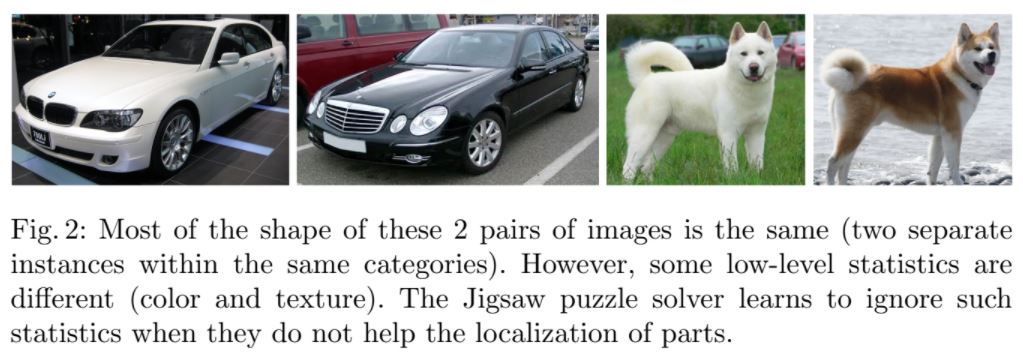 Fig. 2: Most of the shape of these 2 pairs of images is the same (two separate
instances within the same categories). However, some low-level statistics are
different (color and texture). The Jigsaw puzzle solver learns to ignore such
statistics when they do not help the localization of parts.